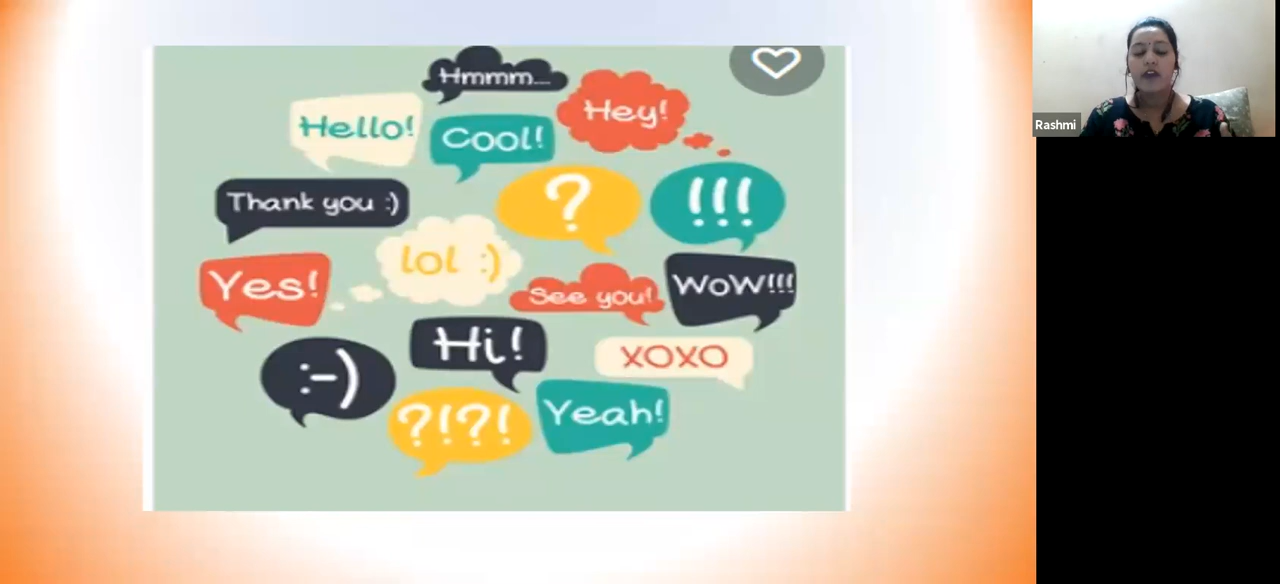 Hmmm...
Hello!
Cool!
Hey!
Thank you :)
?
!!!
lol :)
Yes!
See you!
WoW!!!
Hi!
:-)
XOXO
?!?!
Yeah!
Rashmi